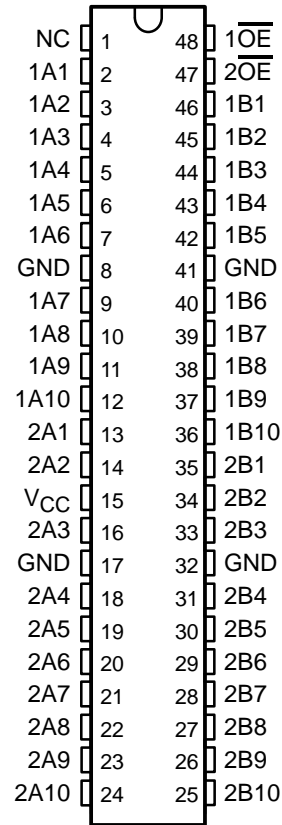 NC 1 48 1O̅E̅
1A1 2 47 2O̅E̅
1A2 3 46 1B1
1A3 4 45 1B2
1A4 5 44 1B3
1A5 6 43 1B4
1A6 7 42 1B5
GND 8 41 GND
1A7 9 40 1B6
1A8 10 39 1B7
1A9 11 38 1B8
1A10 12 37 1B9
2A1 13 36 1B10
2A2 14 35 2B1
VCC 15 34 2B2
2A3 16 33 2B3
GND 17 32 GND
2A4 18 31 2B4
2A5 19 30 2B5
2A6 20 29 2B6
2A7 21 28 2B7
2A8 22 27 2B8
2A9 23 26 2B9
2A10 24 25 2B10